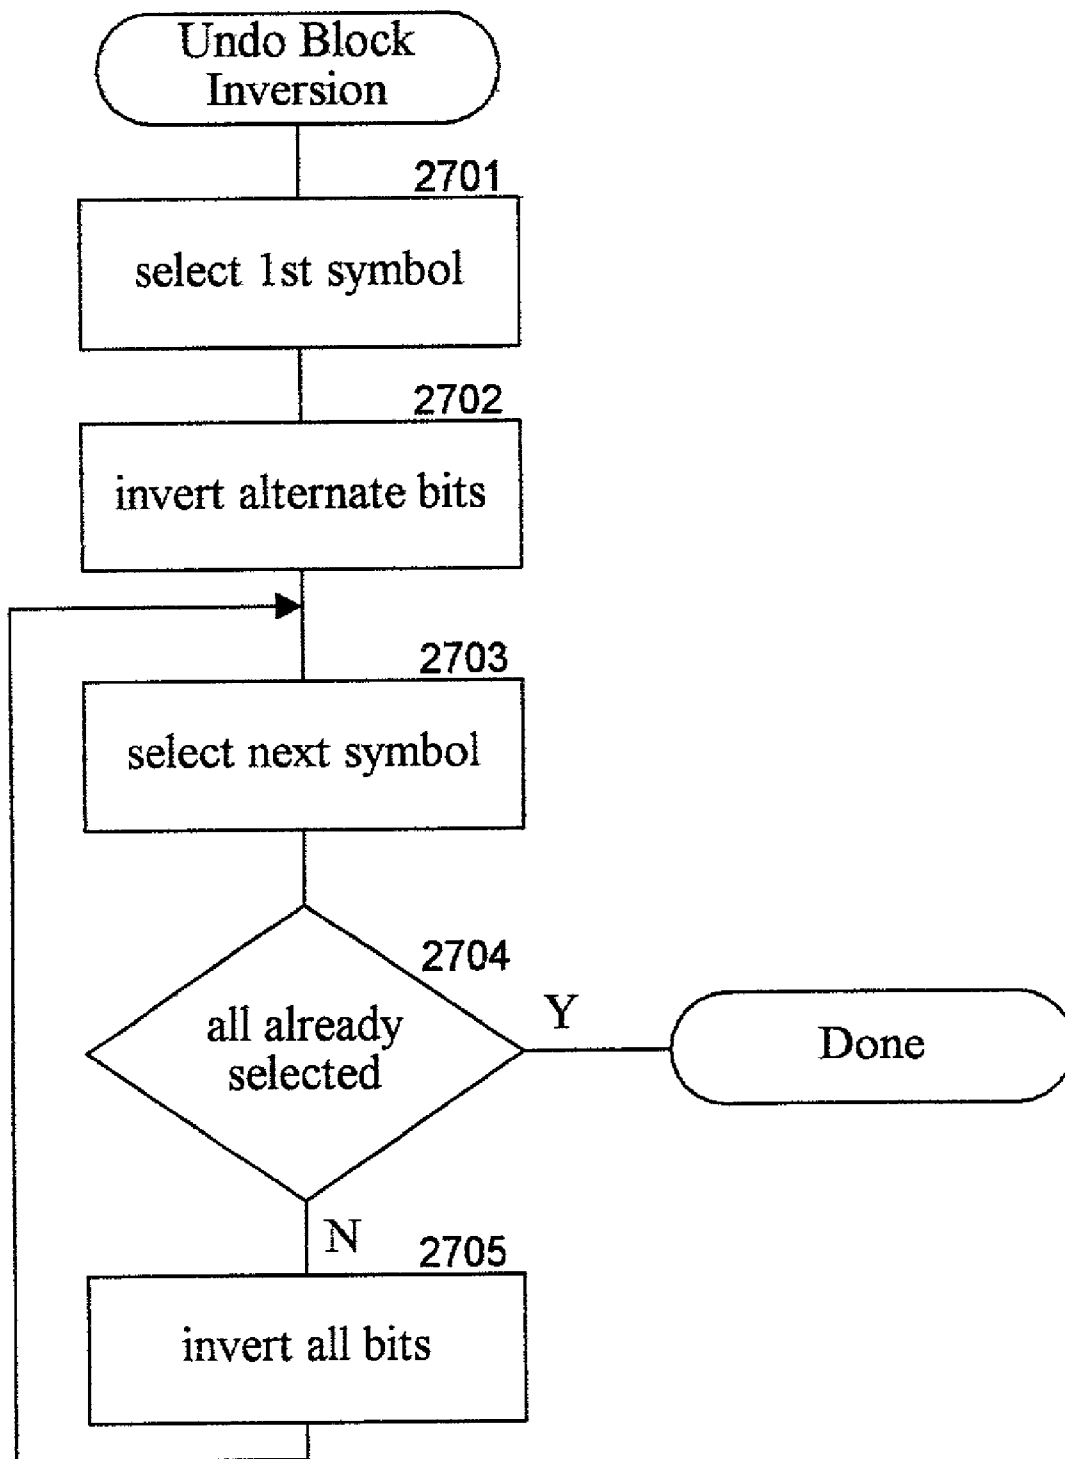 Undo Block
Inversion
2701
select 1st symbol
2702
invert alternate bits
2703
select next symbol
2704
all already
selected
Y
Done
N
2705
invert all bits